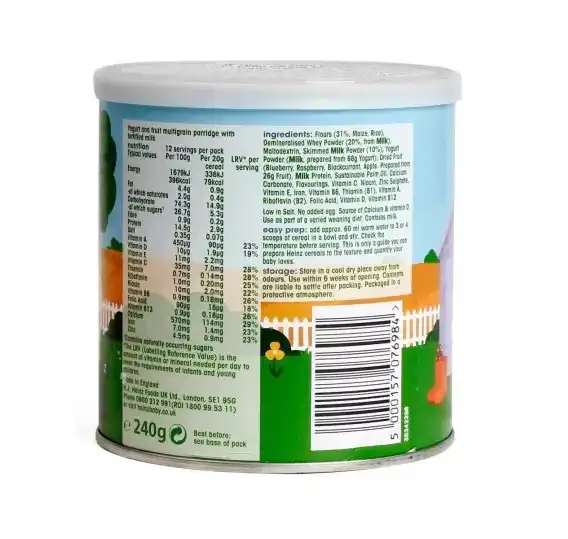 Yogurt and fruit multigrain porridge with
fortified milk
nutrition 12 servings per pack
Typical values Per 100g Per 20g LRV* per
cereal serving
Energy 1679kJ 336kJ
396kcal 79kcal
Fat 4.4g 0.9g
-of which saturates 2.0g 0.4g
Carbohydrate 74.3g 14.9g
-of which sugars 26.7g 5.3g
Fibre 0.9g 0.2g
Protein 14.5g 2.9g
Salt 0.35g 0.07g
Vitamin A 450µg 90µg 23%
Vitamin D 10µg 1.9µg 19%
Vitamin E 11mg 2.2mg
Vitamin C 35mg 7.0mg 28%
Thiamin 0.7mg 0.14mg 28%
Riboflavin 1.0mg 0.20mg 25%
Niacin 10mg 2.0mg 22%
Vitamin B6 0.9mg 0.18mg 26%
Folic Acid 90µg 18µg 18%
Vitamin B12 0.9µg 0.18µg 26%
Calcium 570mg 114mg 29%
Iron 7.0mg 1.4mg 23%
Zinc 4.5mg 0.9mg 23%
*Contains naturally occurring sugars
*The LRV (Labelling Reference Value) is the
amount of vitamin or mineral needed per day to
meet the requirements of infants and young
children.
Made in England
H.J. Heinz Foods UK Ltd., London, SE1 9SG
Phone 0800 212 991(ROI 1800 99 53 11)
or visit heinzbaby.co.uk
e 240g
Best before:
see base of pack
ingredients: Flours (31%, Maize, Rice),
Demineralised Whey Powder (20%, from Milk),
Maltodextrin, Skimmed Milk Powder (10%), Yogurt
Powder (Milk, prepared from 68g Yogurt), Dried Fruit
(Blueberry, Raspberry, Blackcurrant, Apple. Prepared from
26g Fruit), Milk Protein, Sustainable Palm Oil, Calcium
Carbonate, Flavourings, Vitamin C, Niacin, Zinc Sulphate,
Vitamin E, Iron, Vitamin B6, Thiamin (B1), Vitamin A,
Riboflavin (B2), Folic Acid, Vitamin D, Vitamin B12
Low in Salt. No added egg. Source of Calcium & vitamin D.
Use as part of a varied weaning diet. Contains milk.
easy prep: add approx. 60 ml warm water to 3 or 4
scoops of cereal in a bowl and stir. Check the
temperature before serving. This is only a guide you can
prepare Heinz cereals to the texture and quantity your
baby loves.
storage: Store in a cool dry place away from
odours. Use within 6 weeks of opening. Contents
are liable to settle after packing. Packaged in a
protective atmosphere.
5 000157 076984 >